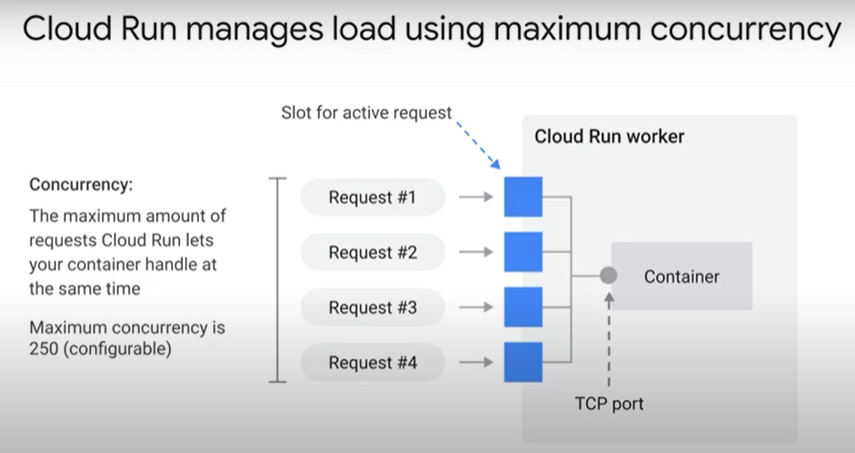 Cloud Run manages load using maximum concurrency
Slot for active request
Cloud Run worker
Concurrency:
The maximum amount of
requests Cloud Run lets
your container handle at
the same time
Maximum concurrency is
250 (configurable)
Request #1
Request #2
Request #3
Request #4
Container
TCP port